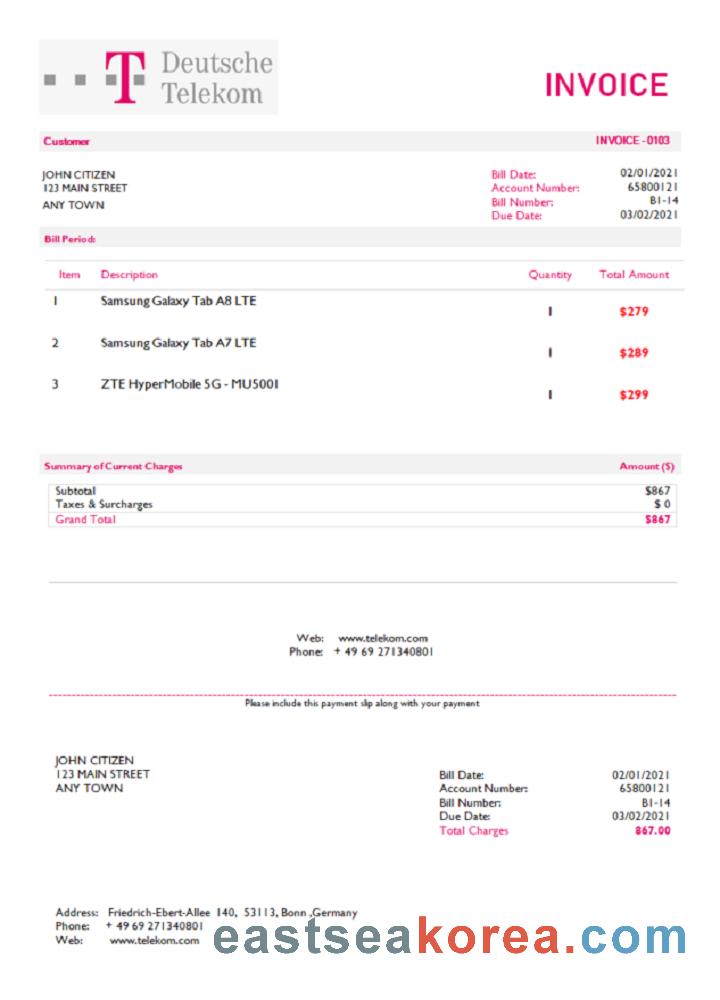 Deutsche
Telekom
INVOICE
Customer INVOICE -0103
JOHN CITIZEN
123 MAIN STREET
ANY TOWN
Bill Date: 02/01/2021
Account Number: 65800121
Bill Number: B1-14
Due Date: 03/02/2021
Bill Period:
Item Description Quantity Total Amount
1 Samsung Galaxy Tab A8 LTE 1 $279
2 Samsung Galaxy Tab A7 LTE 1 $289
3 ZTE HyperMobile 5G - MU5001 1 $299
Summary of Current Charges Amount ($)
Subtotal $867
Taxes & Surcharges $ 0
Grand Total $867
Web: www.telekom.com
Phone: + 49 69 271340801
Please include this payment slip along with your payment
JOHN CITIZEN
123 MAIN STREET
ANY TOWN
Bill Date: 02/01/2021
Account Number: 65800121
Bill Number: B1-14
Due Date: 03/02/2021
Total Charges 867.00
Address: Friedrich-Ebert-Allee 140, 53113, Bonn ,Germany
Phone: + 49 69 271340801
Web: www.telekom.com
eastseakorea.com